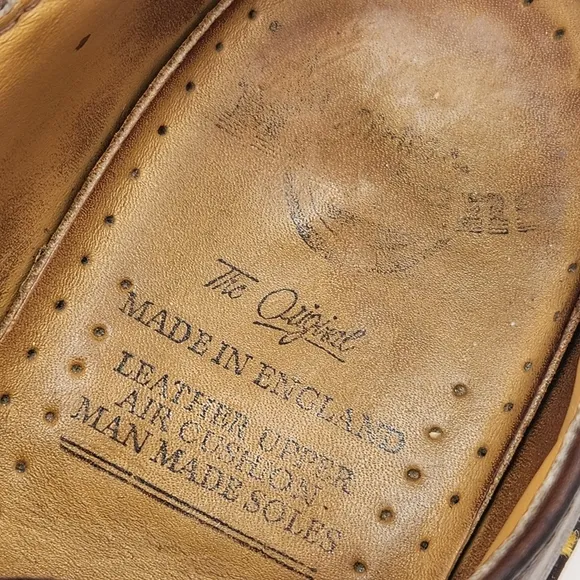 The Original
MADE IN ENGLAND
LEATHER UPPER
AIR CUSHION.
MAN MADE SOLES